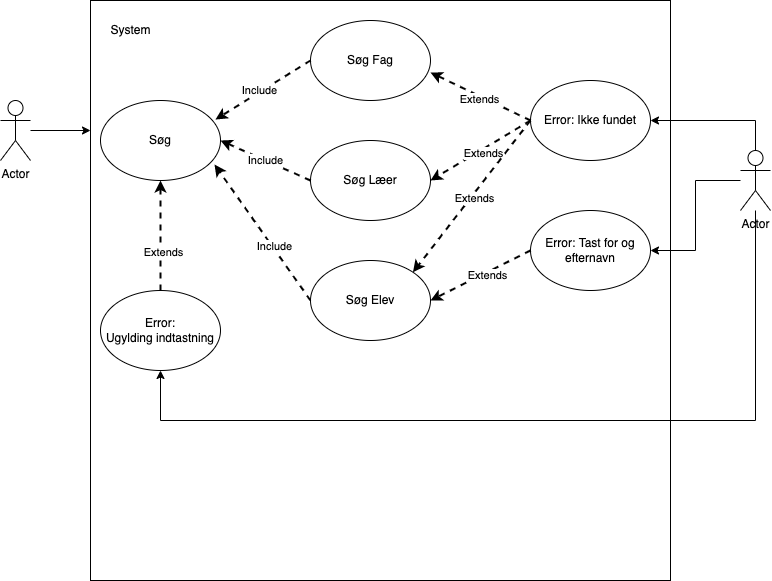 System
Søg Fag
Include
Extends
Søg
Error: Ikke fundet
Include
Extends
Actor
Søg Læer
Extends
Actor
Include
Error: Tast for og
efternavn
Extends
Extends
Søg Elev
Error:
Ugylding indtastning